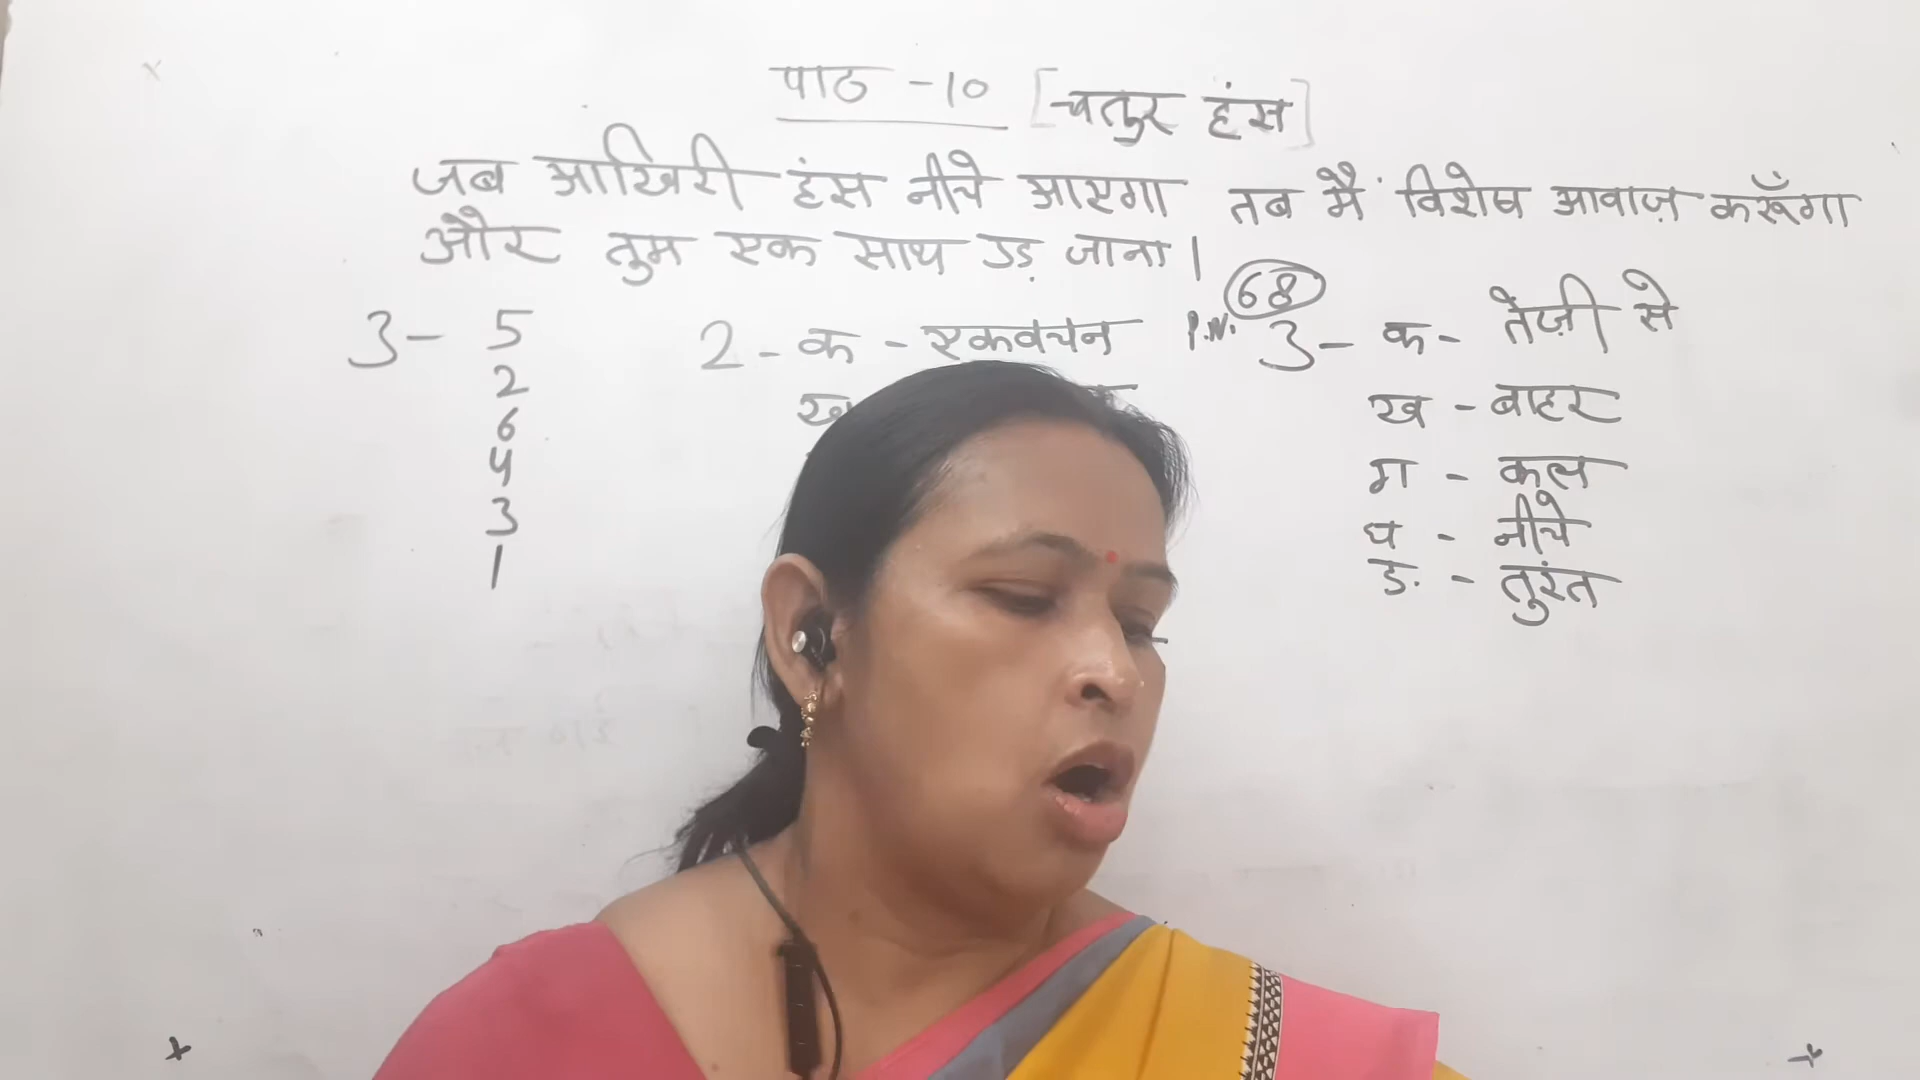 पाठ -10 [चतुर हंस]
जब आखिरी हंस नीचे आएगा तब मैं विशेष आवाज़ करूँगा
और तुम एक साथ उड़ जाना।
3- 5
2
6
4
3
1
2 - क - एकवचन
ख
P.N. 68
3- क - तेज़ी से
ख - बाहर
ग - कल
घ - नीचे
ङ - तुरंत